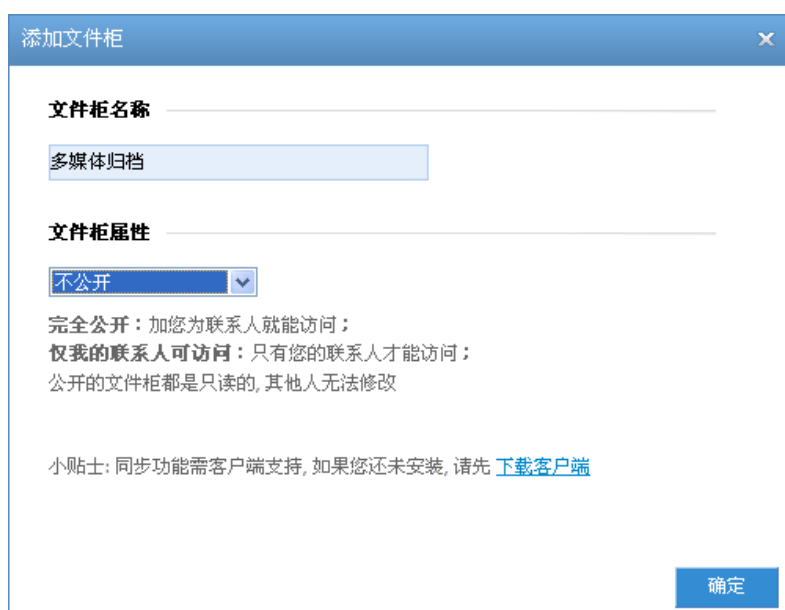 添加文件柜
文件柜名称
多媒体归档
文件柜属性
不公开
完全公开：加您为联系人就能访问；
仅我的联系人可访问：只有您的联系人才能访问；
公开的文件柜都是只读的, 其他人无法修改
小贴士: 同步功能需客户端支持, 如果您还未安装, 请先 下载客户端
确定